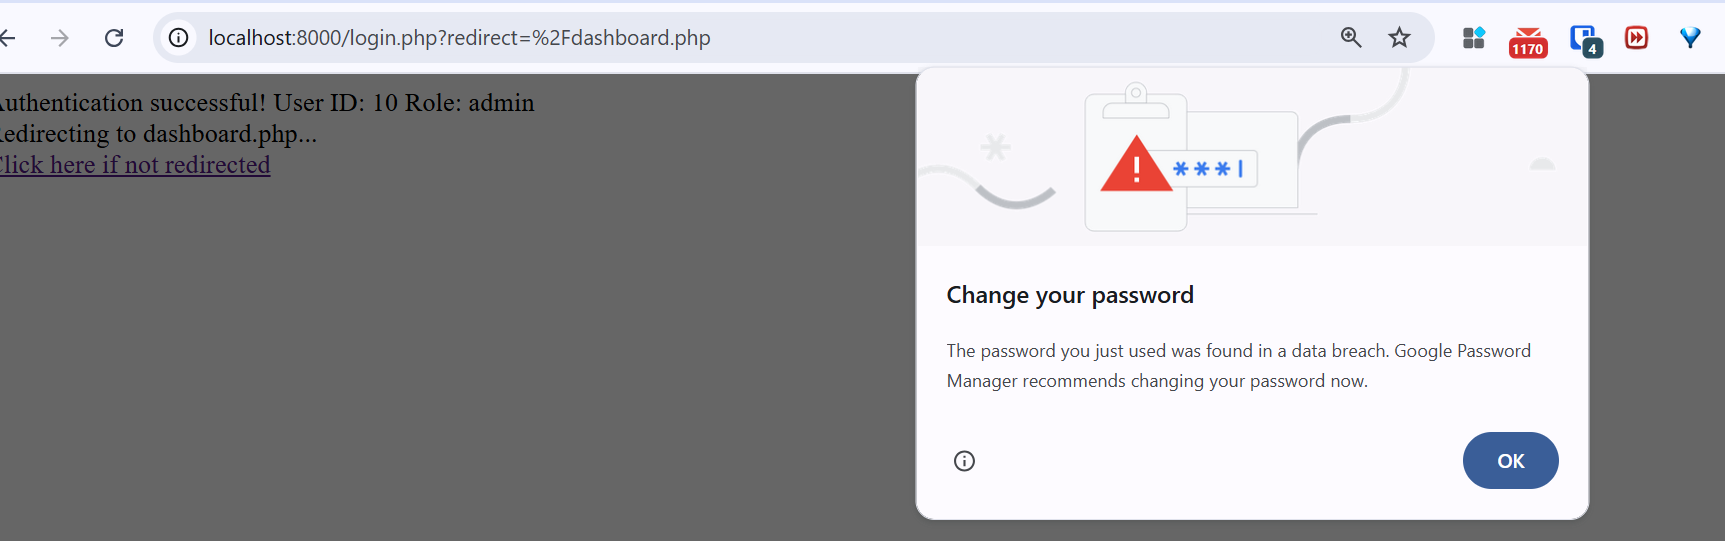 localhost:8000/login.php?redirect=%2Fdashboard.php
1170
4
uthentication successful! User ID: 10 Role: admin
edirecting to dashboard.php...
lick here if not redirected
***
Change your password
The password you just used was found in a data breach. Google Password
Manager recommends changing your password now.
OK